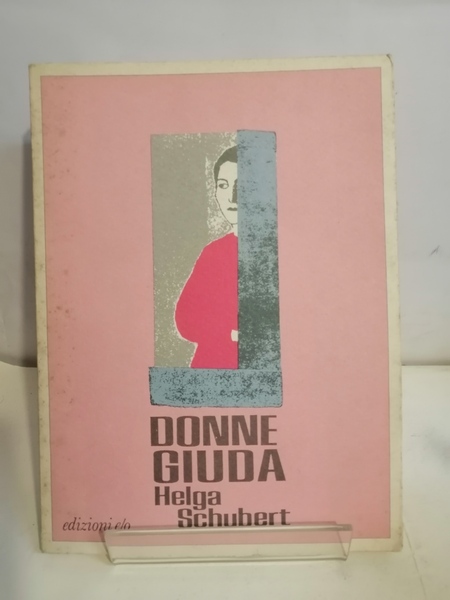 DONNE
GIUDA
Helga
Schubert
edizioni e/o